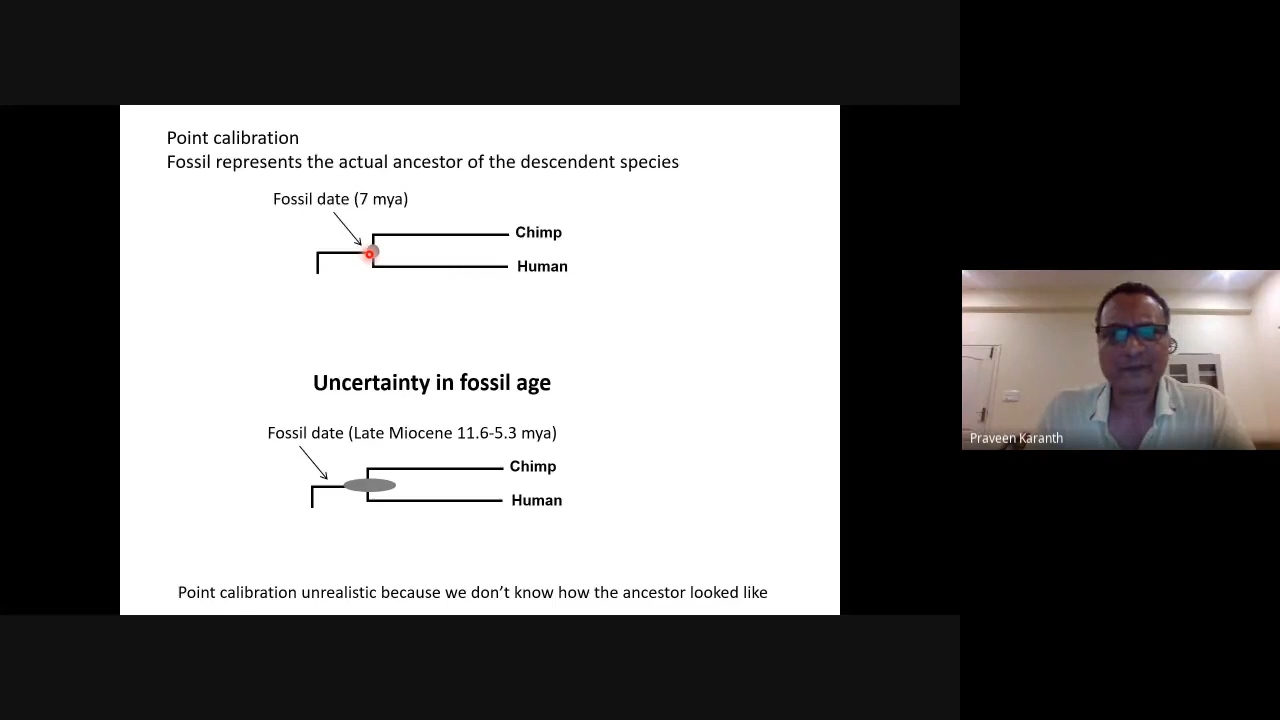 Point calibration
Fossil represents the actual ancestor of the descendent species
Fossil date (7 mya)
Chimp
Human
Uncertainty in fossil age
Fossil date (Late Miocene 11.6-5.3 mya)
Chimp
Human
Point calibration unrealistic because we don’t know how the ancestor looked like
Praveen Karanth